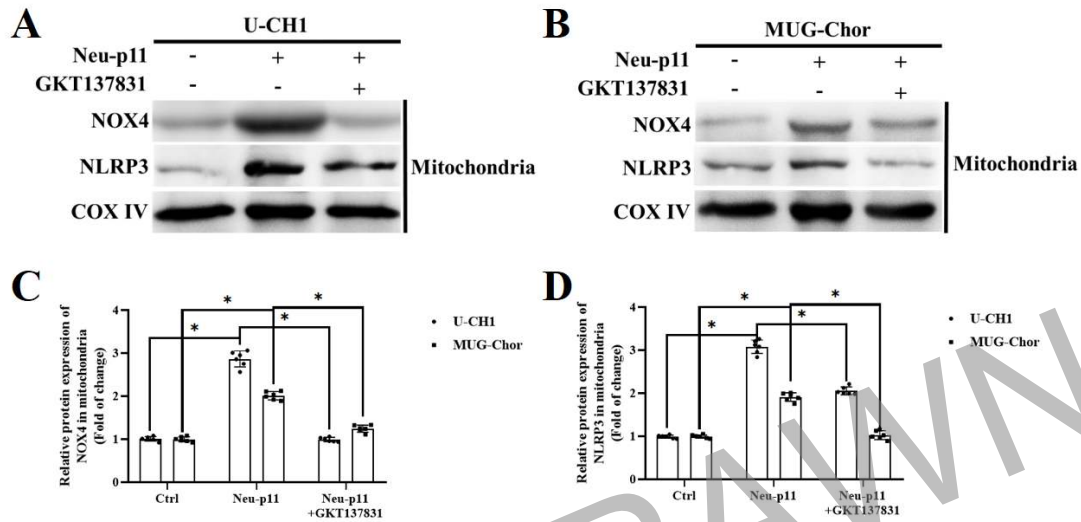 A
U-CH1
Neu-p11 - + +
GKT137831 - - +
NOX4
NLRP3
COX IV
Mitochondria
B
MUG-Chor
Neu-p11 - + +
GKT137831 - - +
NOX4
NLRP3
COX IV
Mitochondria
C
Relative protein expression of
NOX4 in mitochondria
(Fold of change)
4
3
2
1
0
* *
* *
U-CH1
MUG-Chor
Ctrl
Neu-p11
Neu-p11
+GKT137831
D
Relative protein expression of
NLRP3 in mitochondria
(Fold of change)
4
3
2
1
0
* *
* *
U-CH1
MUG-Chor
Ctrl
Neu-p11
Neu-p11
+GKT137831